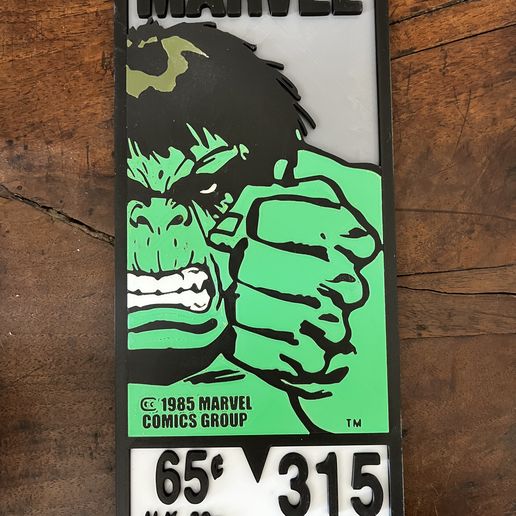 MARVEL
© 1985 MARVEL
COMICS GROUP
TM
65¢ 315